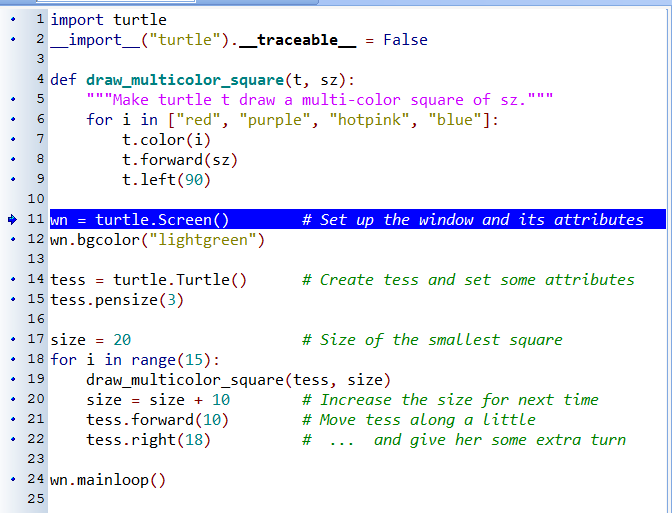 1 import turtle
2 __import__("turtle").__traceable__ = False
3
4 def draw_multicolor_square(t, sz):
5     """Make turtle t draw a multi-color square of sz."""
6     for i in ["red", "purple", "hotpink", "blue"]:
7         t.color(i)
8         t.forward(sz)
9         t.left(90)
10
11 wn = turtle.Screen()        # Set up the window and its attributes
12 wn.bgcolor("lightgreen")
13
14 tess = turtle.Turtle()      # Create tess and set some attributes
15 tess.pensize(3)
16
17 size = 20                   # Size of the smallest square
18 for i in range(15):
19     draw_multicolor_square(tess, size)
20     size = size + 10        # Increase the size for next time
21     tess.forward(10)        # Move tess along a little
22     tess.right(18)          #  ...  and give her some extra turn
23
24 wn.mainloop()
25